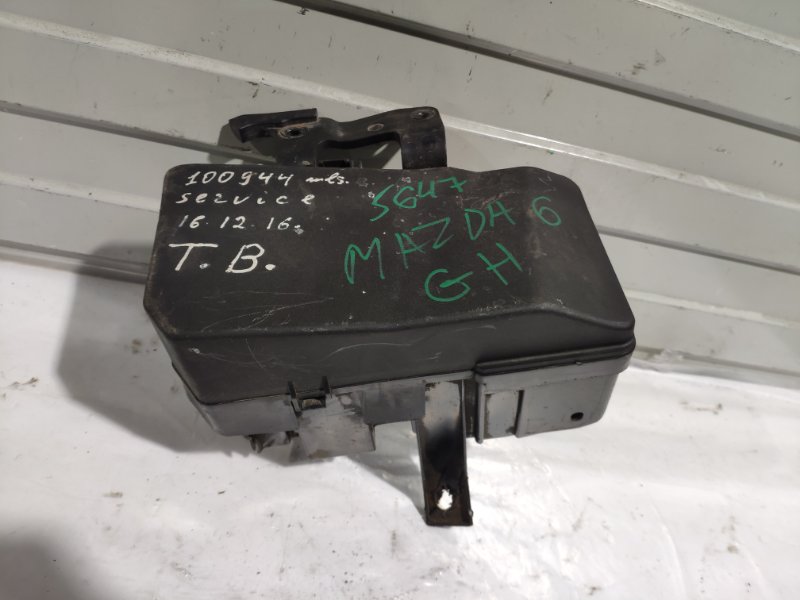 100944 mls.
service
16.12.16.
T.B.
5647
MAZDA 6
GH